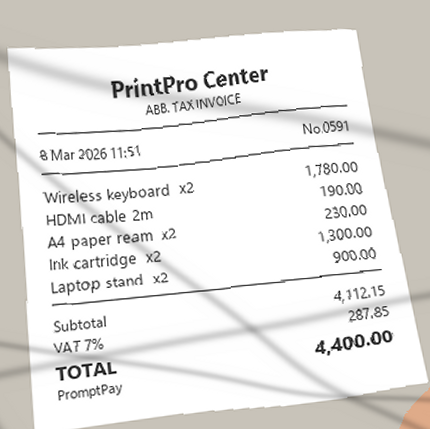 PrintPro Center
ABB. TAX INVOICE
8 Mar 2026 11:51 No.0591
Wireless keyboard x2 1,780.00
HDMI cable 2m 190.00
A4 paper ream x2 230.00
Ink cartridge x2 1,300.00
Laptop stand x2 900.00
Subtotal 4,112.15
VAT 7% 287.85
TOTAL 4,400.00
PromptPay